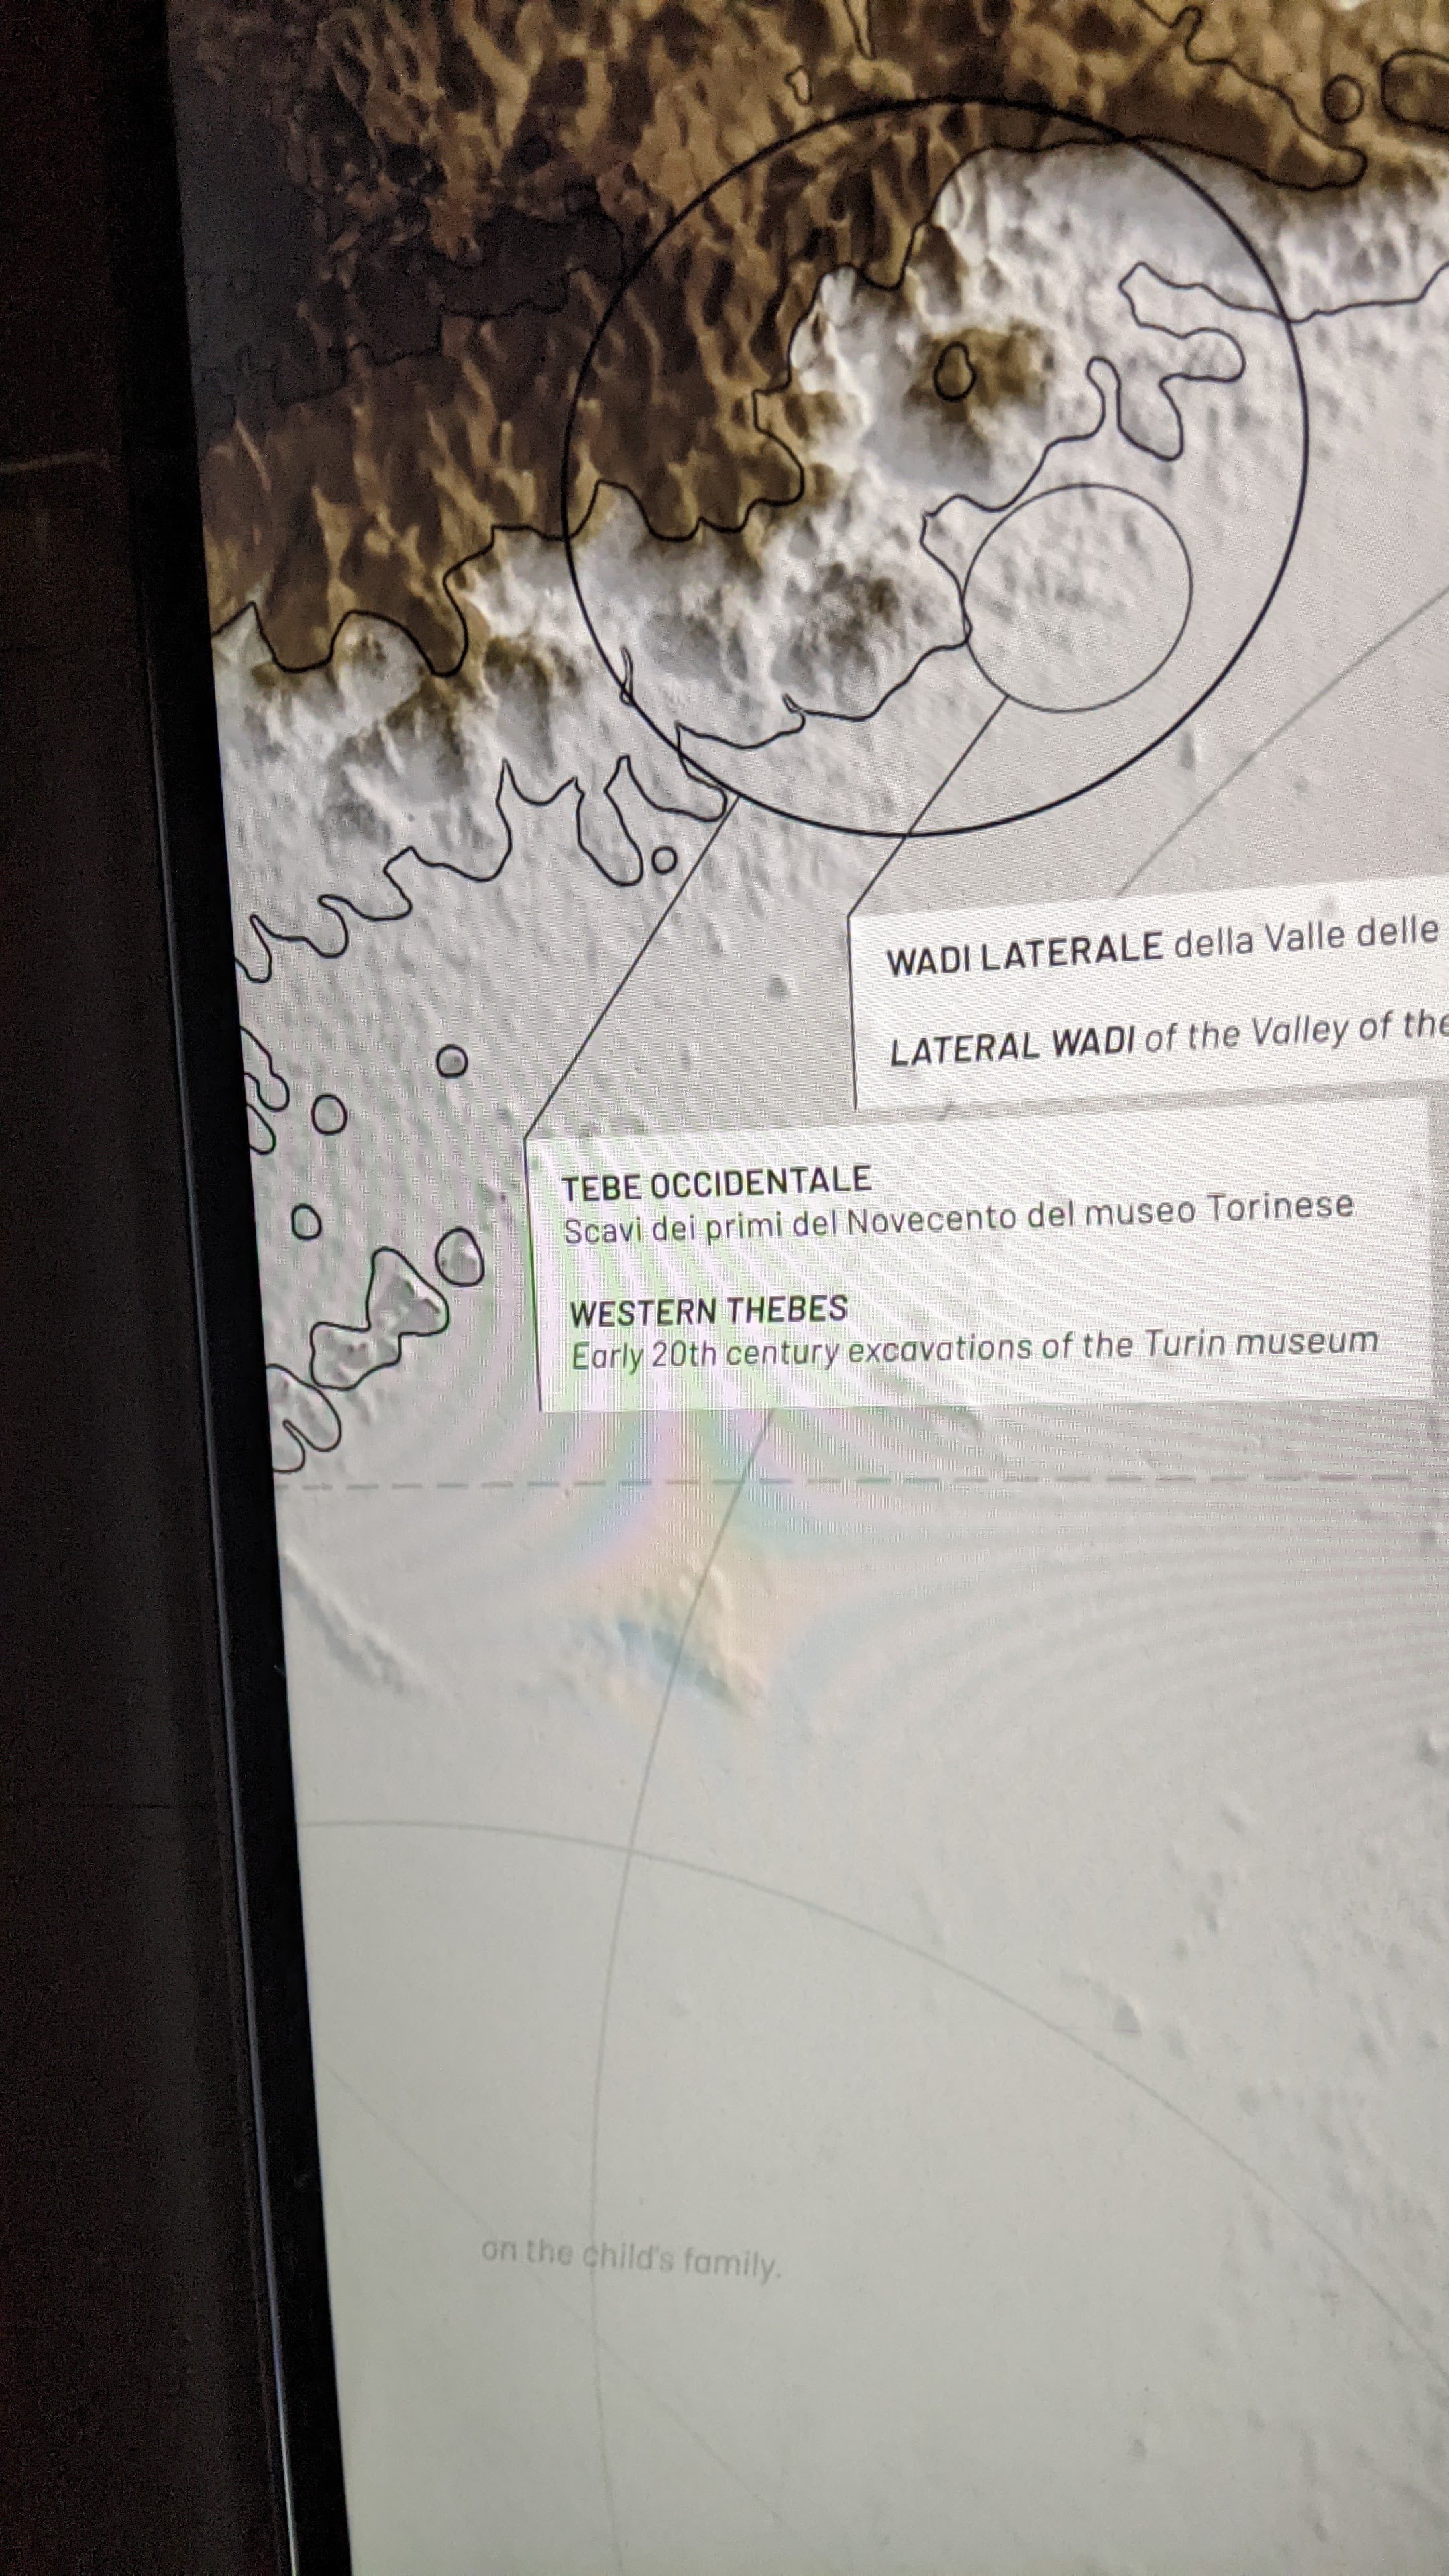 WADI LATERALE della Valle delle
LATERAL WADI of the Valley of the
TEBE OCCIDENTALE
Scavi dei primi del Novecento del museo Torinese
WESTERN THEBES
Early 20th century excavations of the Turin museum
on the child's family.